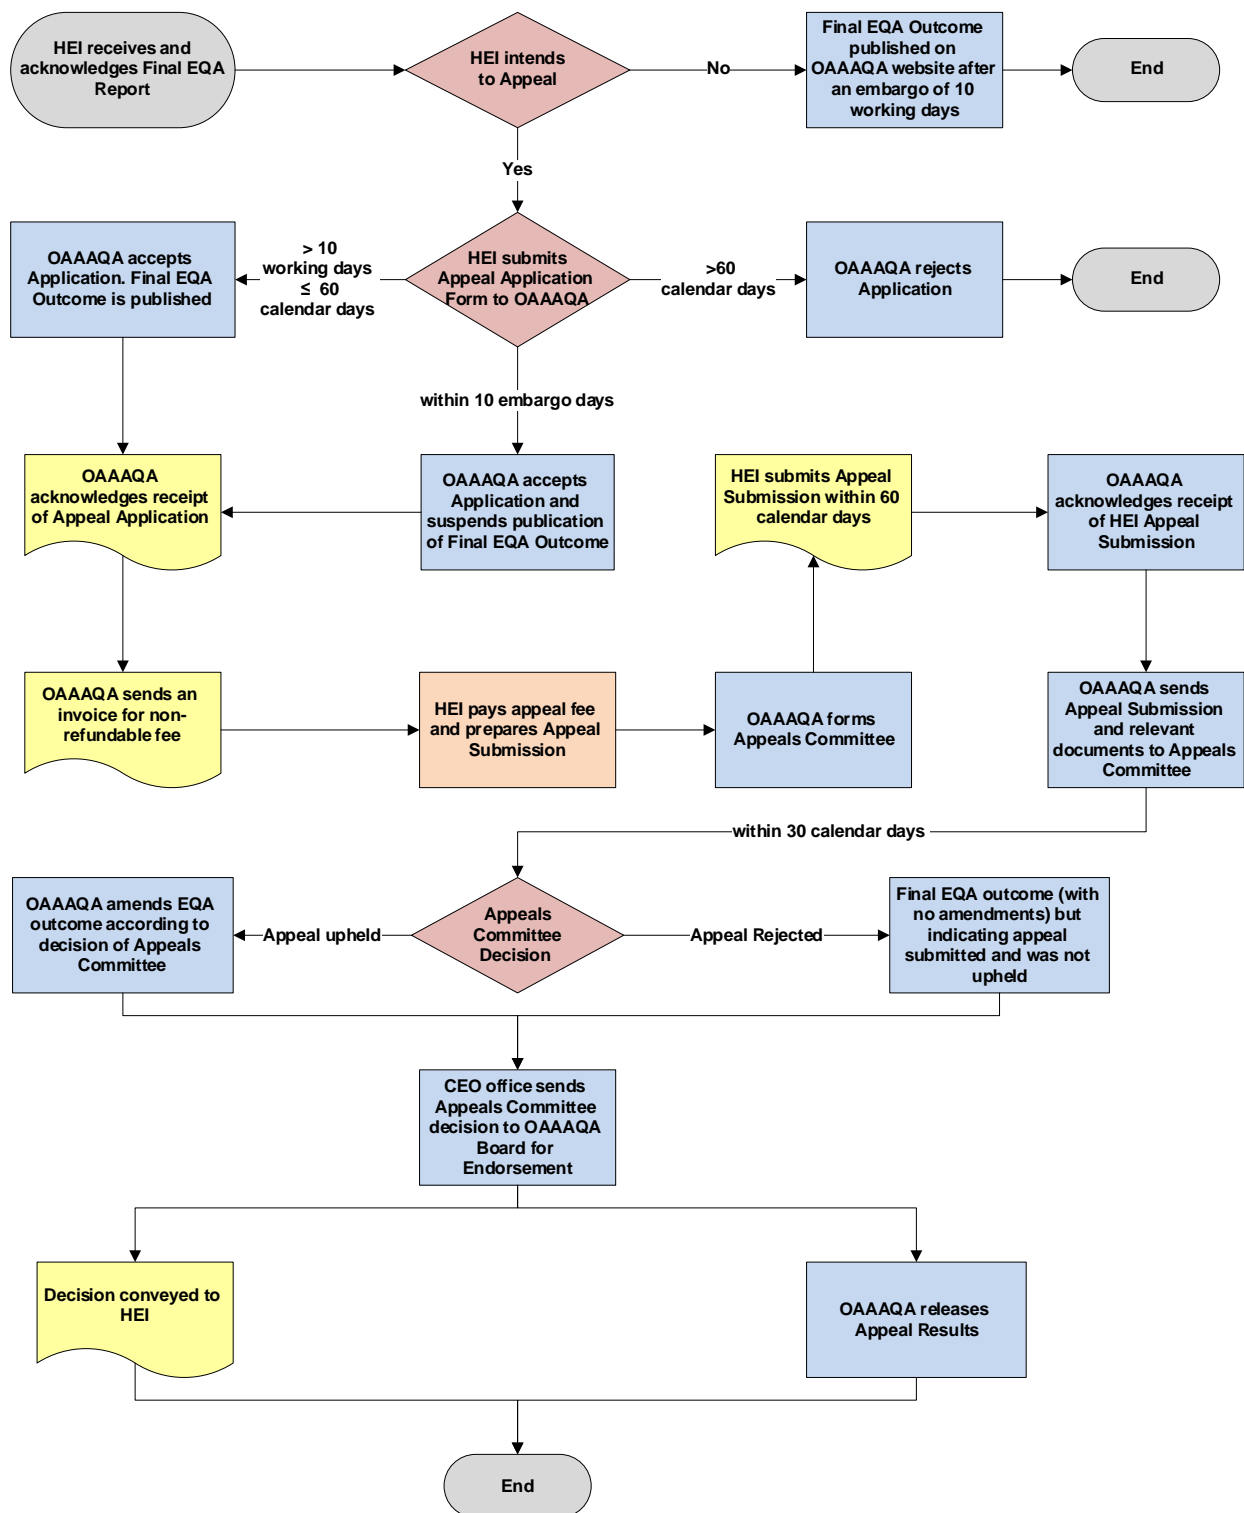 HEI receives and
acknowledges Final EQA
Report
HEI intends
to Appeal
No
Final EQA Outcome
published on
OAAAQA website after
an embargo of 10
working days
End
Yes
OAAAQA accepts
Application. Final EQA
Outcome is published
> 10
working days
≤ 60
calendar days
HEI submits
Appeal Application
Form to OAAAQA
>60
calendar days
OAAAQA rejects
Application
End
within 10 embargo days
OAAAQA
acknowledges receipt
of Appeal Application
OAAAQA accepts
Application and
suspends publication
of Final EQA Outcome
HEI submits Appeal
Submission within 60
calendar days
OAAAQA
acknowledges receipt
of HEI Appeal
Submission
OAAAQA sends an
invoice for non-
refundable fee
HEI pays appeal fee
and prepares Appeal
Submission
OAAAQA forms
Appeals Committee
OAAAQA sends
Appeal Submission
and relevant
documents to Appeals
Committee
within 30 calendar days
OAAAQA amends EQA
outcome according to
decision of Appeals
Committee
Appeal upheld
Appeals
Committee
Decision
Appeal Rejected
Final EQA outcome (with
no amendments) but
indicating appeal
submitted and was not
upheld
CEO office sends
Appeals Committee
decision to OAAAQA
Board for
Endorsement
Decision conveyed to
HEI
OAAAQA releases
Appeal Results
End